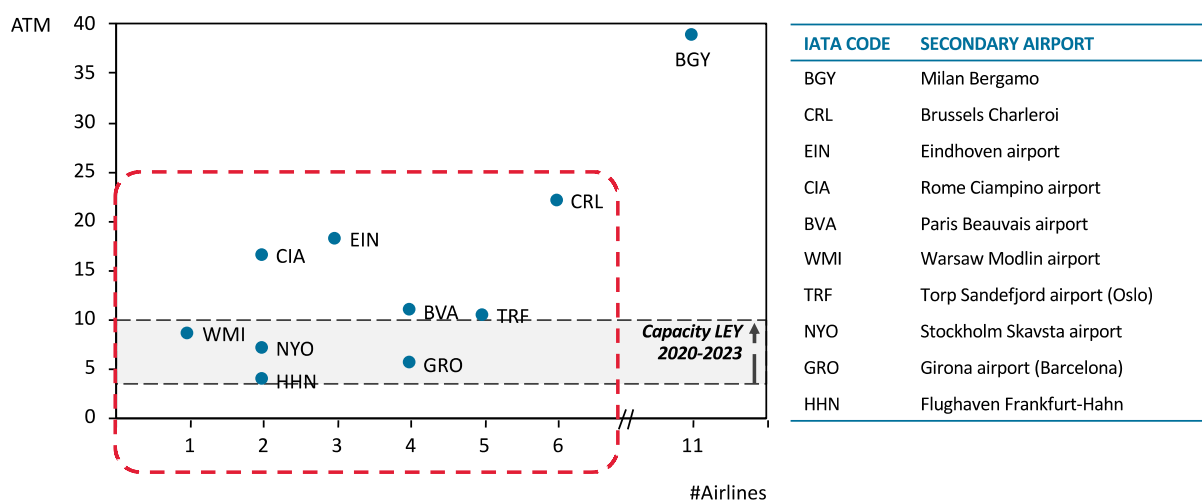 ATM
40
35
30
25
20
15
10
5
0
BGY
CRL
EIN
CIA
BVA
TRF
WMI
NYO
GRO
HHN
Capacity LEY
2020-2023
1 2 3 4 5 6 11
#Airlines
IATA CODE SECONDARY AIRPORT
BGY Milan Bergamo
CRL Brussels Charleroi
EIN Eindhoven airport
CIA Rome Ciampino airport
BVA Paris Beauvais airport
WMI Warsaw Modlin airport
TRF Torp Sandefjord airport (Oslo)
NYO Stockholm Skavsta airport
GRO Girona airport (Barcelona)
HHN Flughaven Frankfurt-Hahn